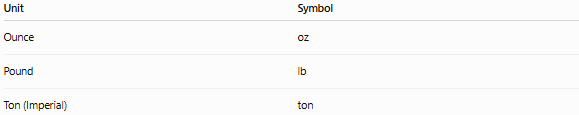 Unit Symbol
Ounce oz
Pound lb
Ton (Imperial) ton